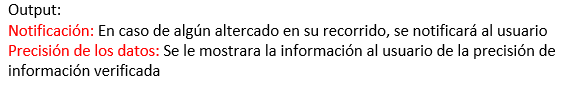 Output:
Notificación: En caso de algún altercado en su recorrido, se notificará al usuario
Precisión de los datos: Se le mostrara la información al usuario de la precisión de
información verificada